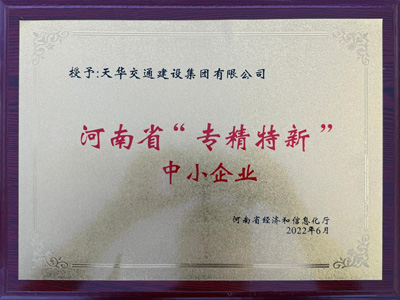 授予:天华交通建设集团有限公司
河南省“专精特新”
中小企业
河南省经济和信息化厅
2022年6月